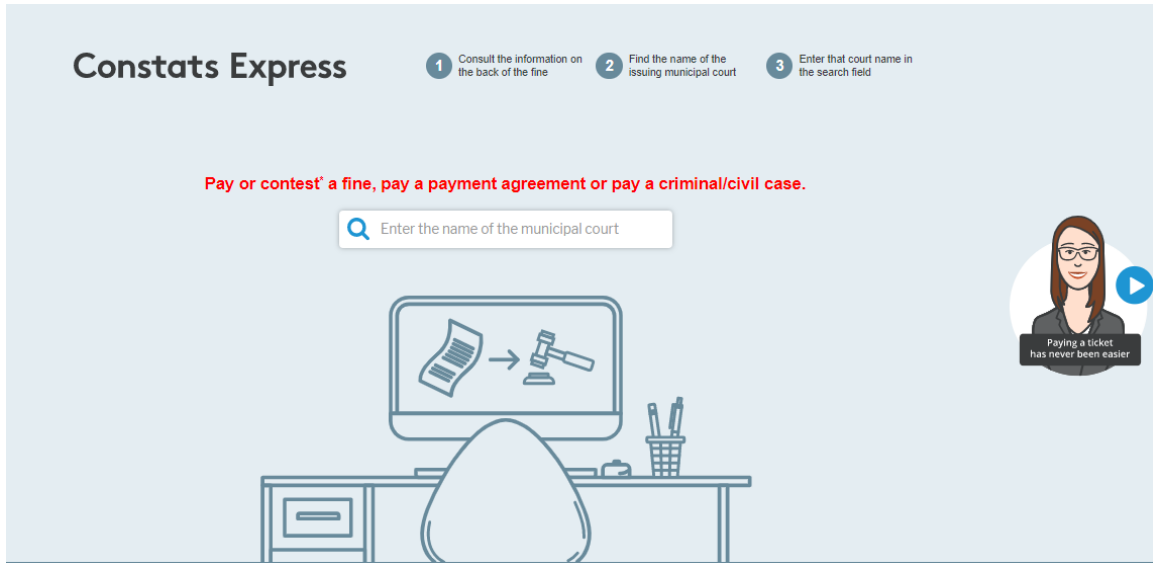 Constats Express
1 Consult the information on
the back of the fine
2 Find the name of the
issuing municipal court
3 Enter that court name in
the search field
Pay or contest* a fine, pay a payment agreement or pay a criminal/civil case.
Enter the name of the municipal court
Paying a ticket
has never been easier